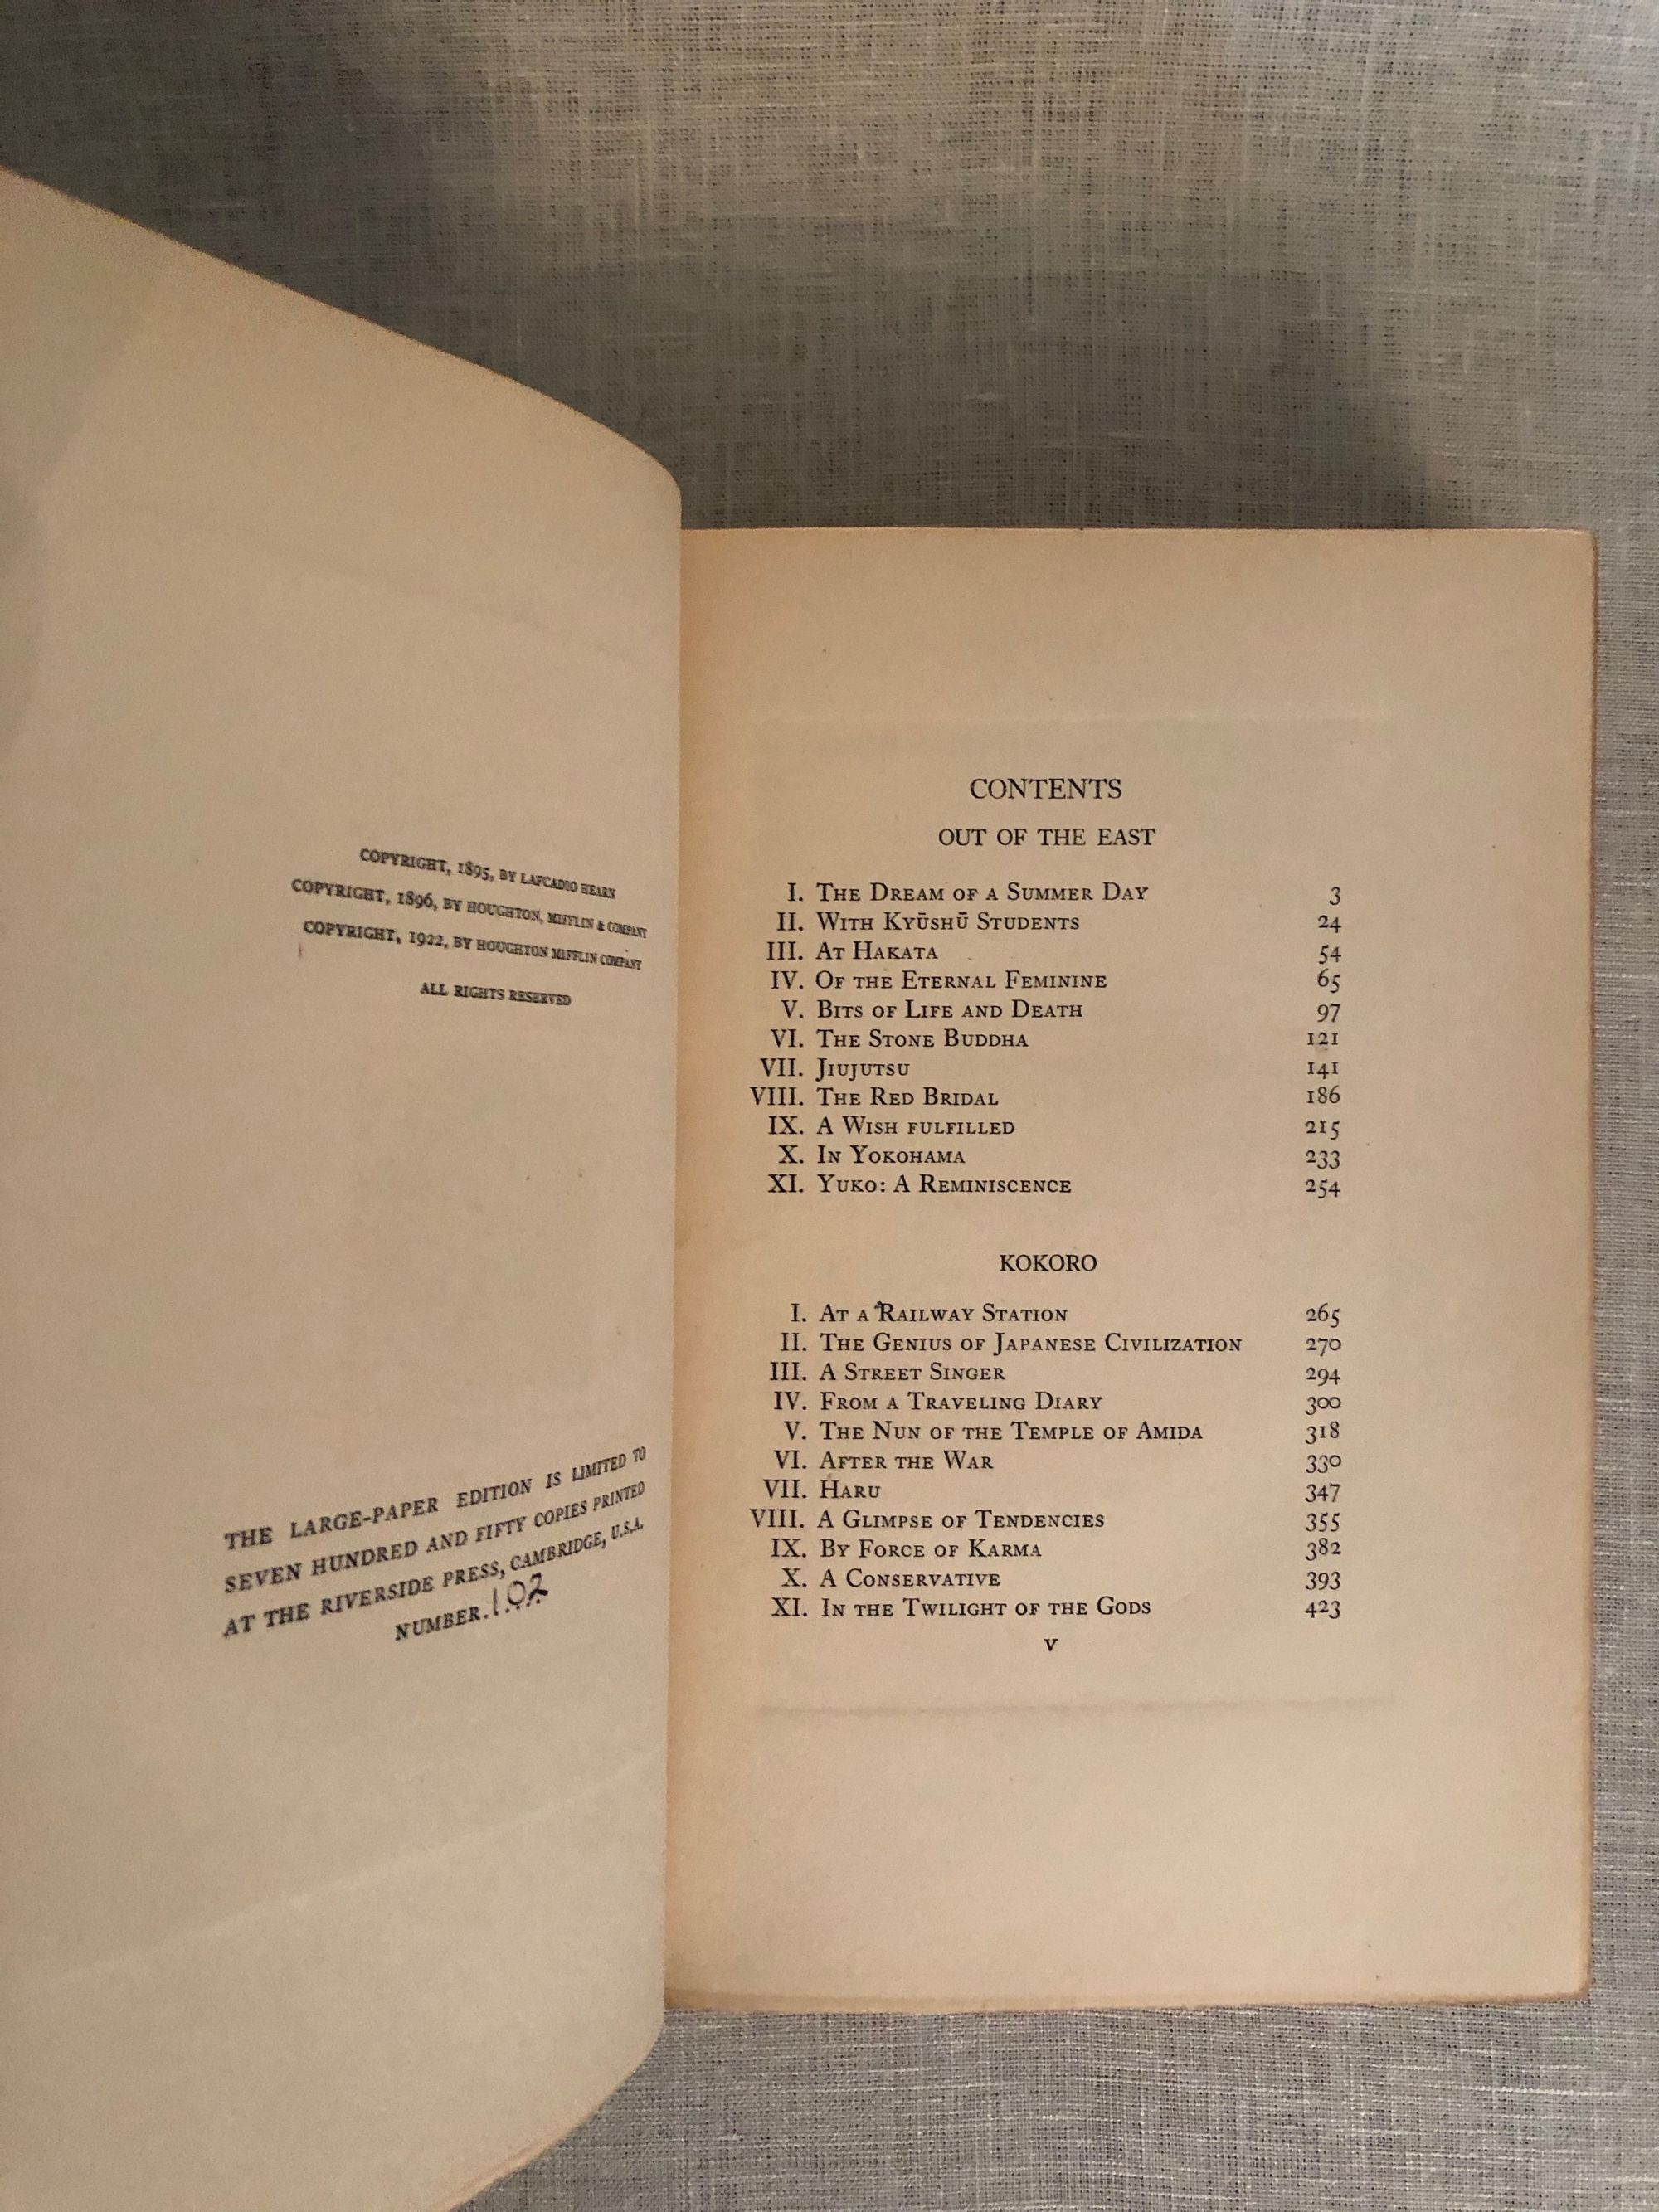 COPYRIGHT, 1895, BY LAFCADIO HEARN
COPYRIGHT, 1896, BY HOUGHTON, MIFFLIN & COMPANY
COPYRIGHT, 1922, BY HOUGHTON MIFFLIN COMPANY
ALL RIGHTS RESERVED
THE LARGE-PAPER EDITION IS LIMITED TO
SEVEN HUNDRED AND FIFTY COPIES PRINTED
AT THE RIVERSIDE PRESS, CAMBRIDGE, U.S.A.
NUMBER 102
CONTENTS
OUT OF THE EAST
I. The Dream of a Summer Day 3
II. With Kyūshū Students 24
III. At Hakata 54
IV. Of the Eternal Feminine 65
V. Bits of Life and Death 97
VI. The Stone Buddha 121
VII. Jiujutsu 141
VIII. The Red Bridal 186
IX. A Wish fulfilled 215
X. In Yokohama 233
XI. Yuko: A Reminiscence 254
KOKORO
I. At a Railway Station 265
II. The Genius of Japanese Civilization 270
III. A Street Singer 294
IV. From a Traveling Diary 300
V. The Nun of the Temple of Amida 318
VI. After the War 330
VII. Haru 347
VIII. A Glimpse of Tendencies 355
IX. By Force of Karma 382
X. A Conservative 393
XI. In the Twilight of the Gods 423
v